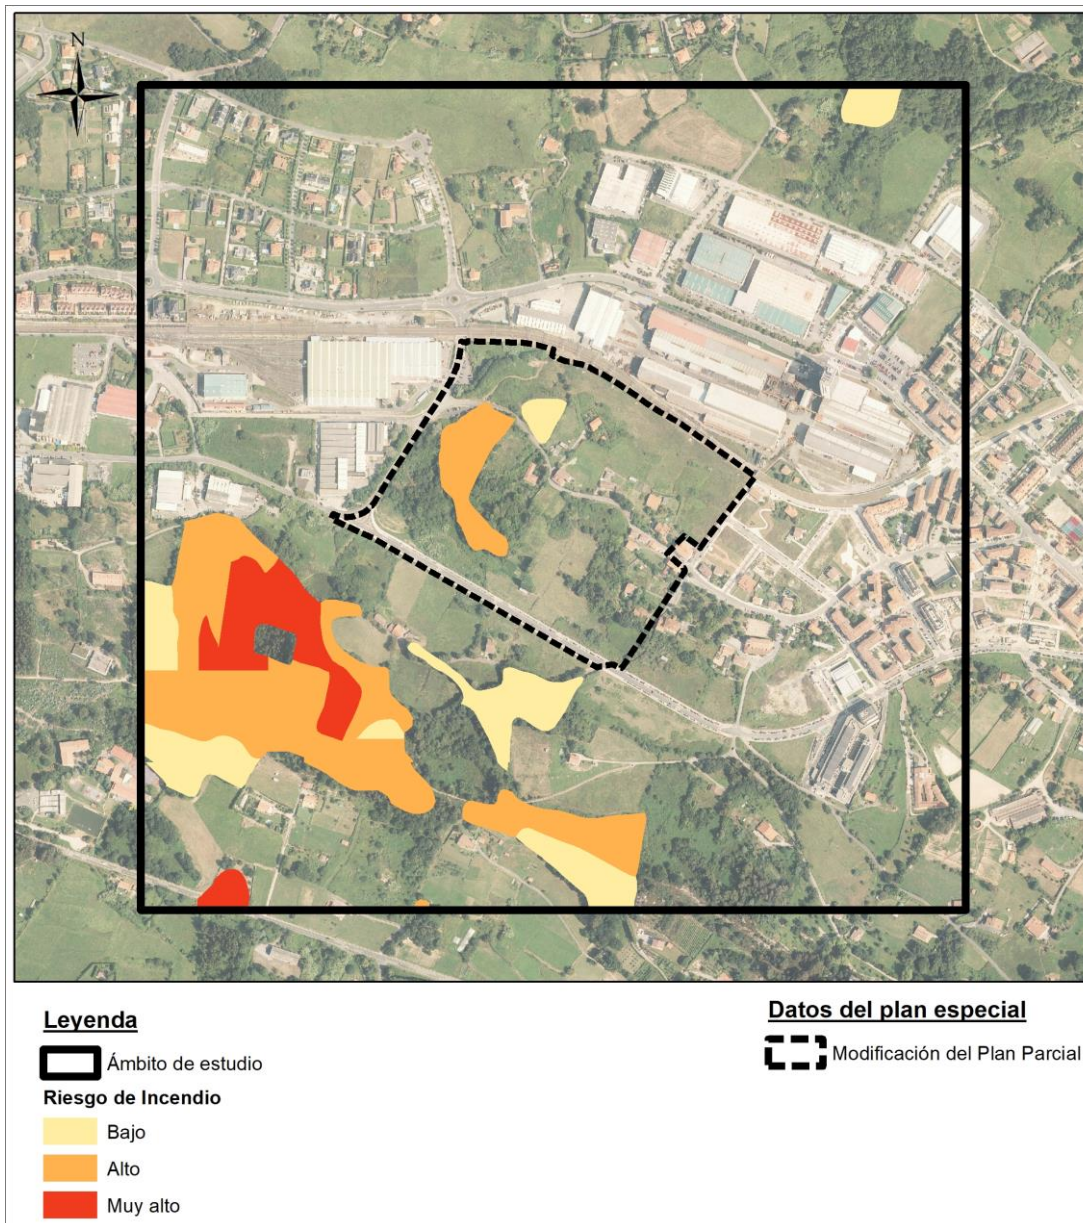 N
Leyenda
Ámbito de estudio
Riesgo de Incendio
Bajo
Alto
Muy alto
Datos del plan especial
Modificación del Plan Parcial